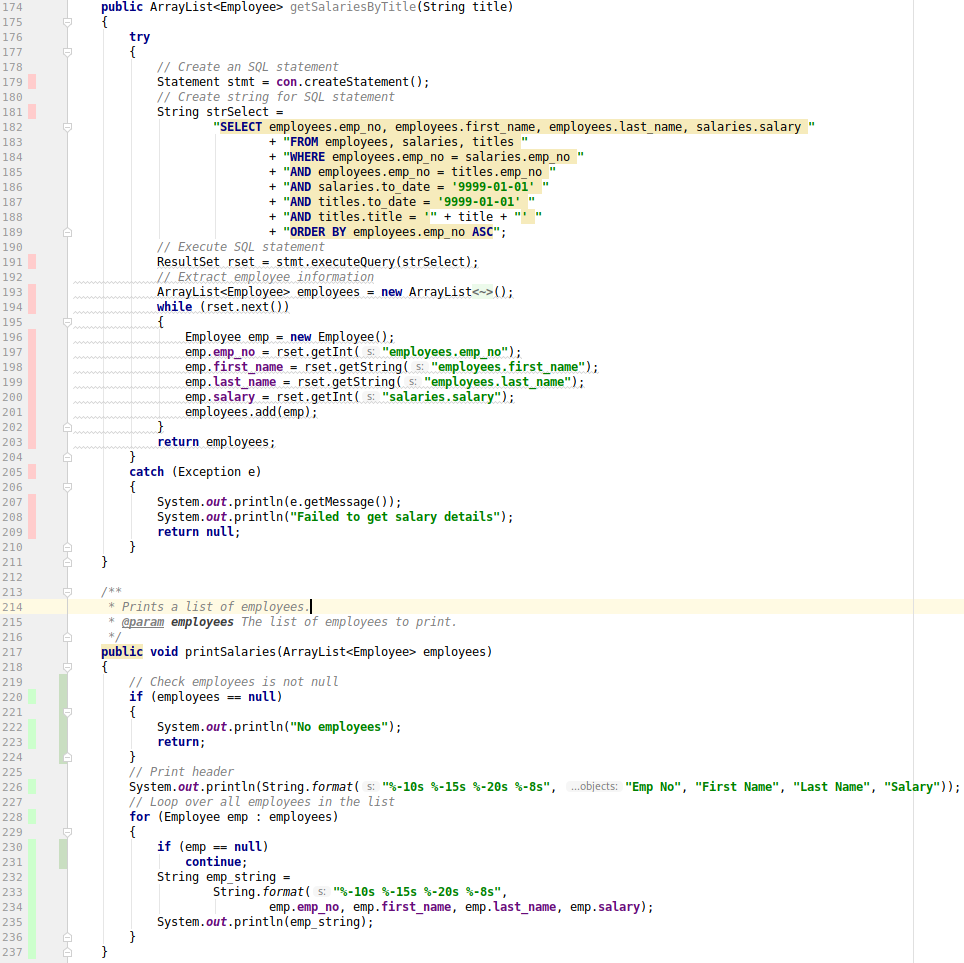 174 public ArrayList<Employee> getSalariesByTitle(String title)
175 {
176 try
177 {
178 // Create an SQL statement
179 Statement stmt = con.createStatement();
180 // Create string for SQL statement
181 String strSelect =
182 "SELECT employees.emp_no, employees.first_name, employees.last_name, salaries.salary "
183 + "FROM employees, salaries, titles "
184 + "WHERE employees.emp_no = salaries.emp_no "
185 + "AND employees.emp_no = titles.emp_no "
186 + "AND salaries.to_date = '9999-01-01' "
187 + "AND titles.to_date = '9999-01-01' "
188 + "AND titles.title = '" + title + "' "
189 + "ORDER BY employees.emp_no ASC";
190 // Execute SQL statement
191 ResultSet rset = stmt.executeQuery(strSelect);
192 // Extract employee information
193 ArrayList<Employee> employees = new ArrayList<~>();
194 while (rset.next())
195 {
196 Employee emp = new Employee();
197 emp.emp_no = rset.getInt( s: "employees.emp_no");
198 emp.first_name = rset.getString( s: "employees.first_name");
199 emp.last_name = rset.getString( s: "employees.last_name");
200 emp.salary = rset.getInt( s: "salaries.salary");
201 employees.add(emp);
202 }
203 return employees;
204 }
205 catch (Exception e)
206 {
207 System.out.println(e.getMessage());
208 System.out.println("Failed to get salary details");
209 return null;
210 }
211 }
212
213 /**
214 * Prints a list of employees.
215 * @param employees The list of employees to print.
216 */
217 public void printSalaries(ArrayList<Employee> employees)
218 {
219 // Check employees is not null
220 if (employees == null)
221 {
222 System.out.println("No employees");
223 return;
224 }
225 // Print header
226 System.out.println(String.format( s: "%-10s %-15s %-20s %-8s", ...objects: "Emp No", "First Name", "Last Name", "Salary"));
227 // Loop over all employees in the list
228 for (Employee emp : employees)
229 {
230 if (emp == null)
231 continue;
232 String emp_string =
233 String.format( s: "%-10s %-15s %-20s %-8s",
234 emp.emp_no, emp.first_name, emp.last_name, emp.salary);
235 System.out.println(emp_string);
236 }
237 }